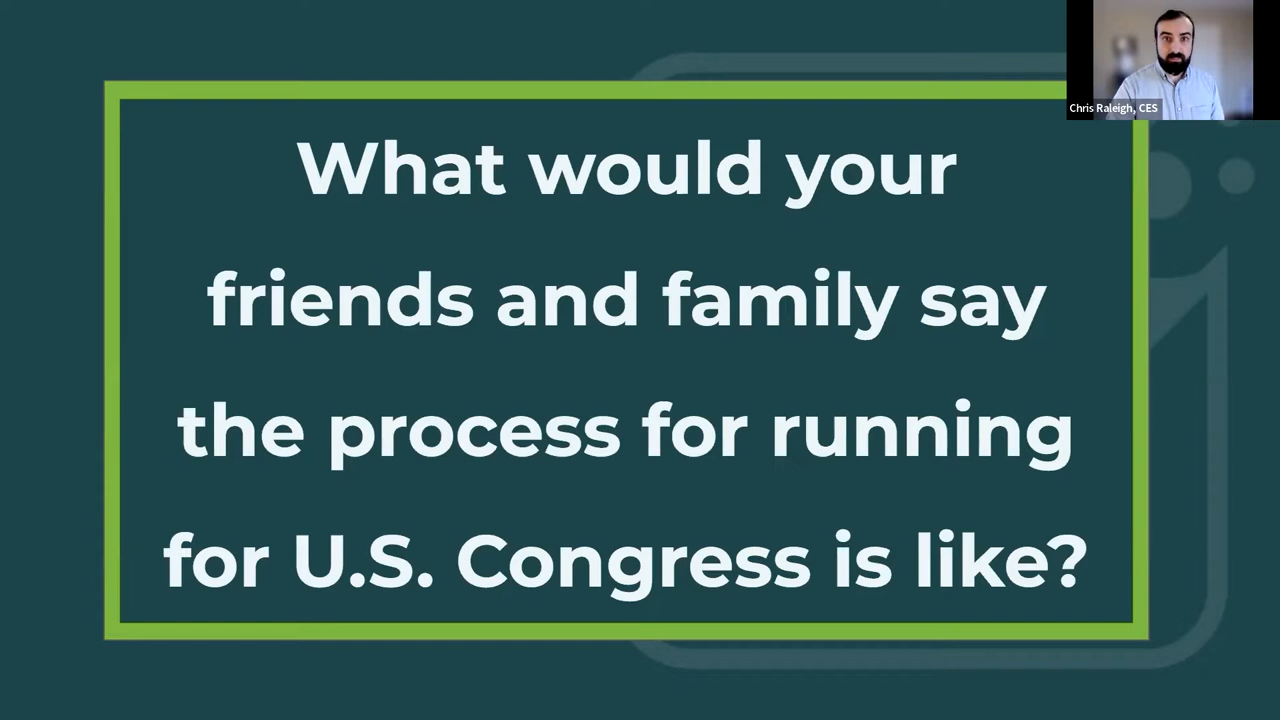 What would your
friends and family say
the process for running
for U.S. Congress is like?
Chris Raleigh, CES